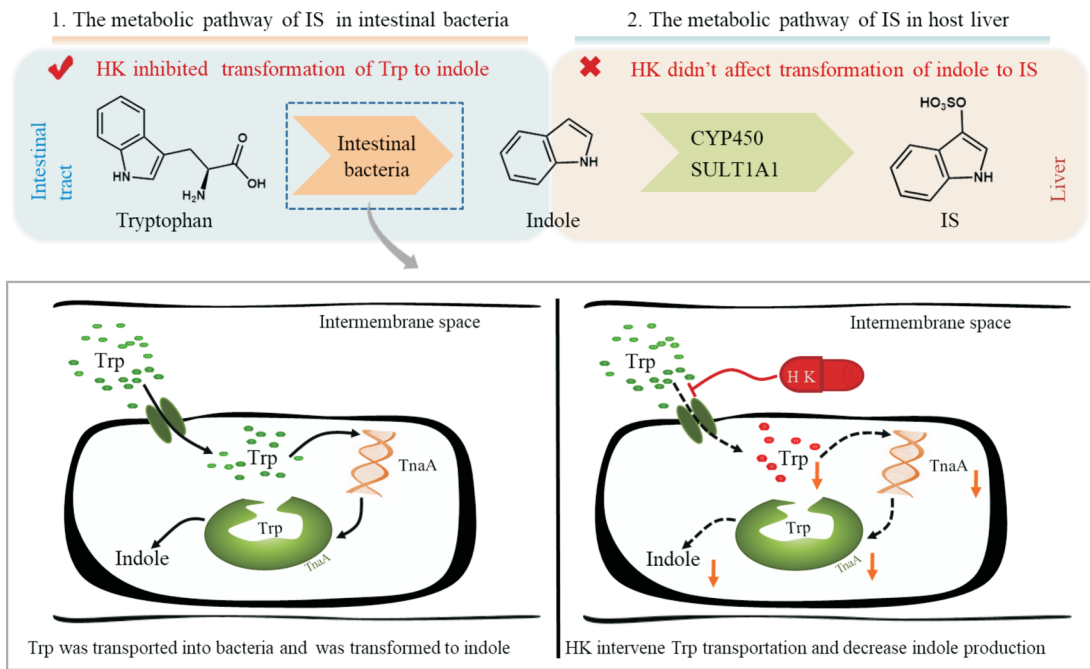 1. The metabolic pathway of IS in intestinal bacteria
2. The metabolic pathway of IS in host liver
HK inhibited transformation of Trp to indole
HK didn't affect transformation of indole to IS
Intestinal
tract
HN
H₂N
O
OH
Tryptophan
Intestinal
bacteria
NH
Indole
CYP450
SULT1A1
HO₃SO
NH
IS
Liver
Intermembrane space
Trp
Trp
TnaA
Trp
TnaA
Indole
Trp was transported into bacteria and was transformed to indole
Intermembrane space
Trp
H K
Trp
TnaA
Trp
TnaA
Indole
HK intervene Trp transportation and decrease indole production